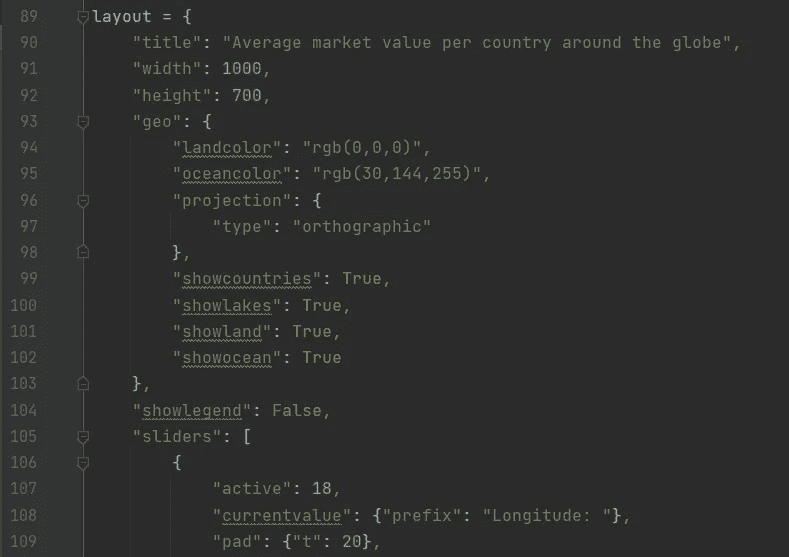 89 layout = {
90     "title": "Average market value per country around the globe",
91     "width": 1000,
92     "height": 700,
93     "geo": {
94         "landcolor": "rgb(0,0,0)",
95         "oceancolor": "rgb(30,144,255)",
96         "projection": {
97             "type": "orthographic"
98         },
99         "showcountries": True,
100         "showlakes": True,
101         "showland": True,
102         "showocean": True
103     },
104     "showlegend": False,
105     "sliders": [
106         {
107             "active": 18,
108             "currentvalue": {"prefix": "Longitude: "},
109             "pad": {"t": 20},